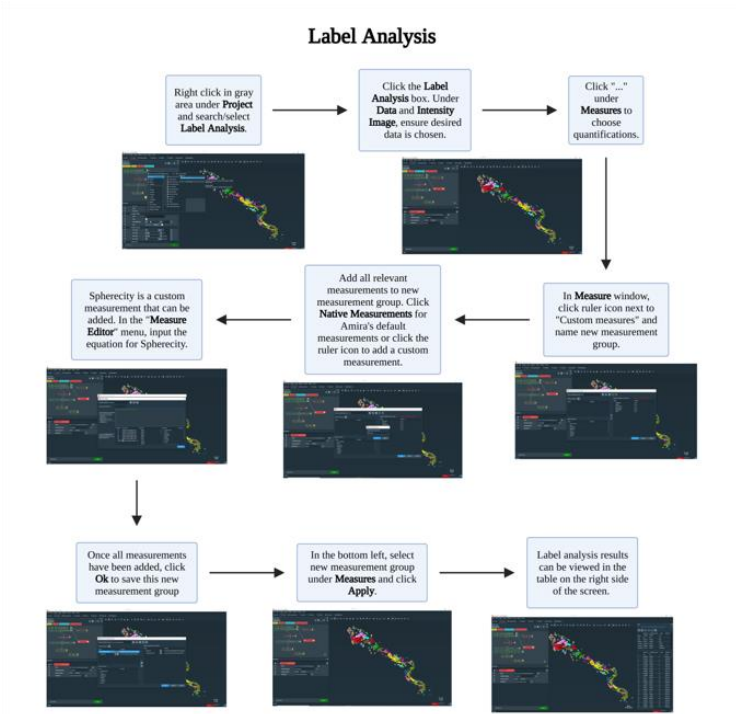 Label Analysis
Right click in gray
area under Project
and search/select
Label Analysis.
Click the Label
Analysis box. Under
Data and Intensity
Image, ensure desired
data is chosen.
Click "..."
under
Measures to
choose
quantifications.
In Measure window,
click ruler icon next to
"Custom measures" and
name new measurement
group.
Add all relevant
measurements to new
measurement group. Click
Native Measurements for
Amira's default
measurements or click the
ruler icon to add a custom
measurement.
Spherecity is a custom
measurement that can be
added. In the "Measure
Editor" menu, input the
equation for Spherecity.
Once all measurements
have been added, click
Ok to save this new
measurement group
In the bottom left, select
new measurement group
under Measures and click
Apply.
Label analysis results
can be viewed in the
table on the right side
of the screen.